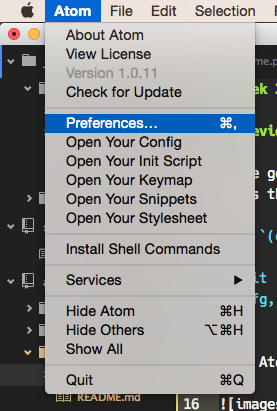 Atom File Edit Selection
About Atom
View License
Version 1.0.11
Check for Update
Preferences... ⌘,
Open Your Config
Open Your Init Script
Open Your Keymap
Open Your Snippets
Open Your Stylesheet
Install Shell Commands
Services
Hide Atom ⌘H
Hide Others ⌥⌘H
Show All
Quit ⌘Q
README.md
16 ![images